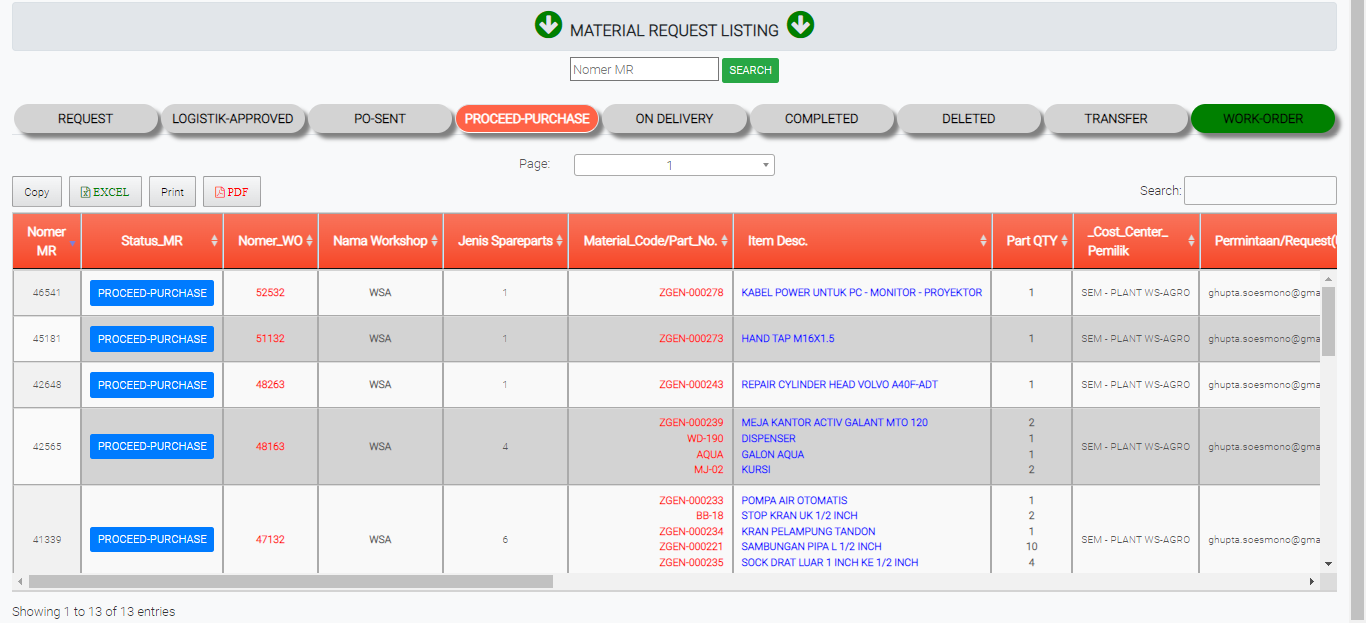 MATERIAL REQUEST LISTING
Nomer MR SEARCH
REQUEST LOGISTIK-APPROVED PO-SENT PROCEED-PURCHASE ON DELIVERY COMPLETED DELETED TRANSFER WORK-ORDER
Page: 1
Copy EXCEL Print PDF Search:
Nomer MR Status_MR Nomer_WO Nama Workshop Jenis Spareparts Material_Code/Part_No. Item Desc. Part QTY _Cost_Center_ Pemilik Permintaan/Request(
46541 PROCEED-PURCHASE 52532 WSA 1 ZGEN-000278 KABEL POWER UNTUK PC - MONITOR - PROYEKTOR 1 SEM - PLANT WS-AGRO ghupta.soesmono@gma
45181 PROCEED-PURCHASE 51132 WSA 1 ZGEN-000273 HAND TAP M16X1.5 1 SEM - PLANT WS-AGRO ghupta.soesmono@gma
42648 PROCEED-PURCHASE 48263 WSA 1 ZGEN-000243 REPAIR CYLINDER HEAD VOLVO A40F-ADT 1 SEM - PLANT WS-AGRO ghupta.soesmono@gma
42565 PROCEED-PURCHASE 48163 WSA 4 ZGEN-000239 MEJA KANTOR ACTIV GALANT MTO 120 2 SEM - PLANT WS-AGRO ghupta.soesmono@gma
WD-190 DISPENSER 1
AQUA GALON AQUA 1
MJ-02 KURSI 2
41339 PROCEED-PURCHASE 47132 WSA 6 ZGEN-000233 POMPA AIR OTOMATIS 1 SEM - PLANT WS-AGRO ghupta.soesmono@gma
BB-18 STOP KRAN UK 1/2 INCH 2
ZGEN-000234 KRAN PELAMPUNG TANDON 1
ZGEN-000221 SAMBUNGAN PIPA L 1/2 INCH 10
ZGEN-000235 SOCK DRAT LUAR 1 INCH KE 1/2 INCH 4
Showing 1 to 13 of 13 entries